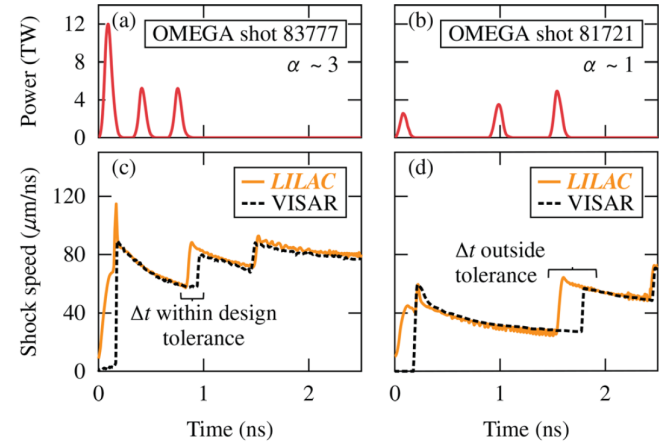 (a)
OMEGA shot 83777
α ~ 3
(b)
OMEGA shot 81721
α ~ 1
Power (TW)
12
8
4
0
(c)
LILAC
VISAR
Δt within design
tolerance
(d)
LILAC
VISAR
Δt outside
tolerance
Shock speed (μm/ns)
120
80
40
0
0
1
2
0
1
2
Time (ns)
Time (ns)